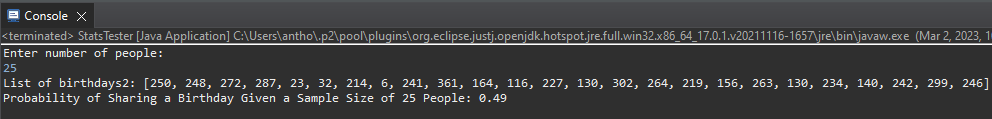 Console
<terminated> StatsTester [Java Application] C:\Users\antho\.p2\pool\plugins\org.eclipse.justj.openjdk.hotspot.jre.full.win32.x86_64_17.0.1.v20211116-1657\jre\bin\javaw.exe (Mar 2, 2023, 1
Enter number of people:
25
List of birthdays2: [250, 248, 272, 287, 23, 32, 214, 6, 241, 361, 164, 116, 227, 130, 302, 264, 219, 156, 263, 130, 234, 140, 242, 299, 246]
Probability of Sharing a Birthday Given a Sample Size of 25 People: 0.49